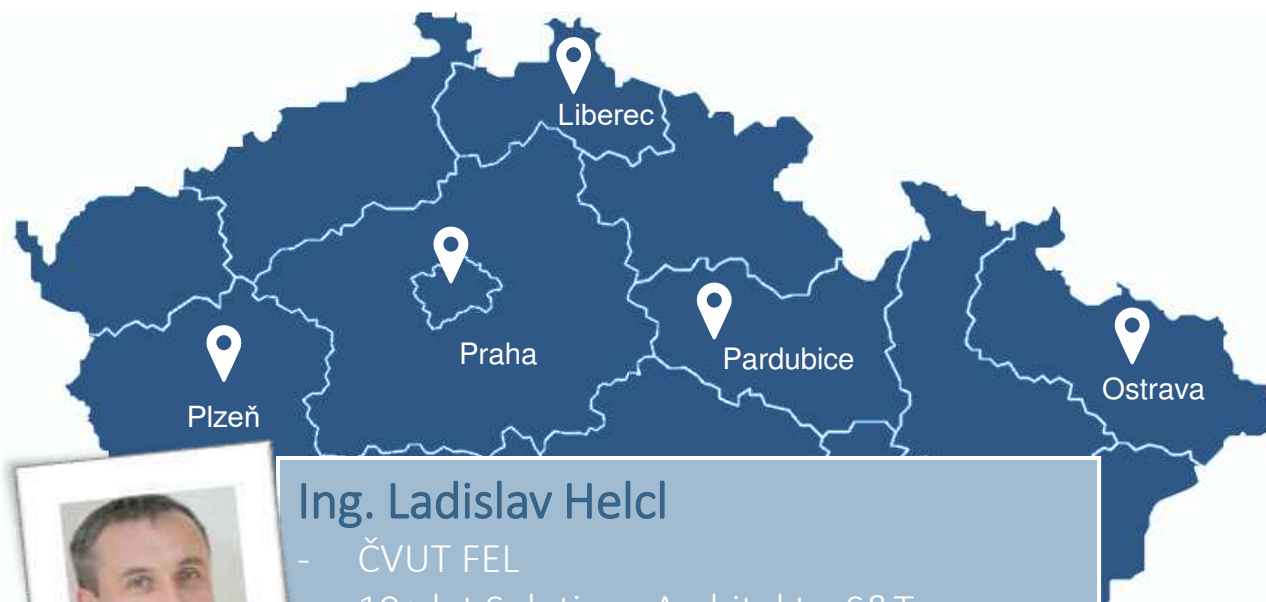 Liberec
Praha
Pardubice
Ostrava
Plzeň
Ing. Ladislav Helcl
- ČVUT FEL